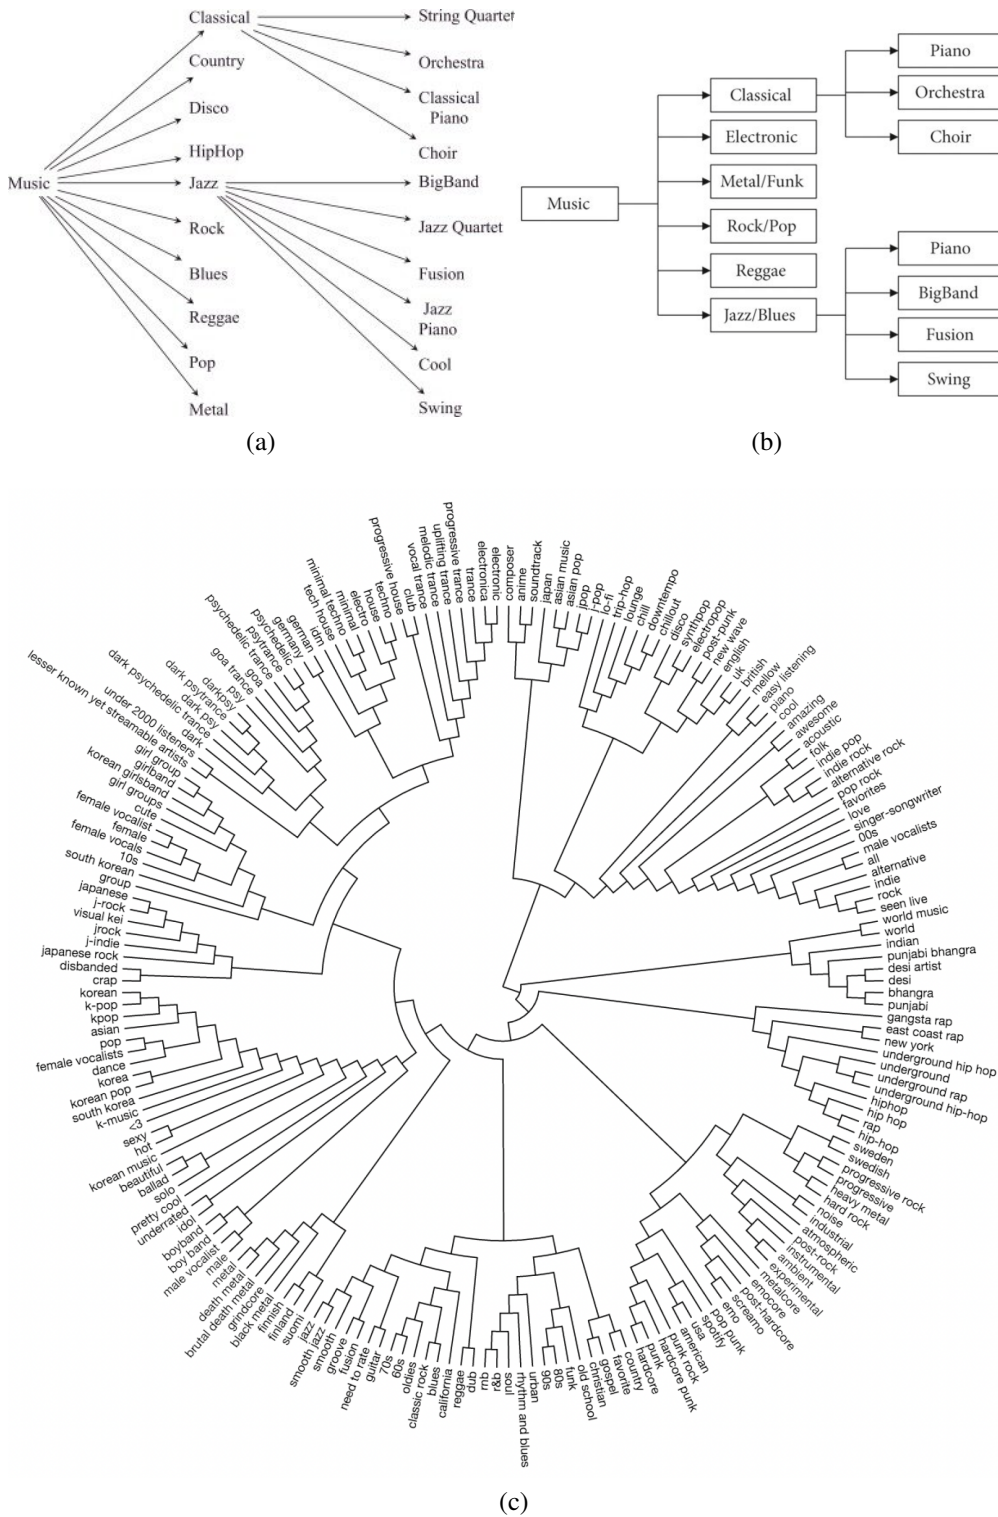 Music
Classical
Country
Disco
HipHop
Jazz
Rock
Blues
Reggae
Pop
Metal
String Quartet
Orchestra
Classical
Piano
Choir
BigBand
Jazz Quartet
Fusion
Jazz
Piano
Cool
Swing
(a)
Music
Classical
Electronic
Metal/Funk
Rock/Pop
Reggae
Jazz/Blues
Piano
Orchestra
Choir
Piano
BigBand
Fusion
Swing
(b)
composer
anime
soundtrack
japan
asian music
asian pop
jpop
j-pop
lo-fi
trip-hop
lounge
chill
downtempo
chillout
disco
synthpop
electropop
post-punk
new wave
english
uk
british
mellow
easy listening
piano
cool
amazing
awesome
acoustic
folk
indie pop
indie rock
alternative rock
pop rock
favorites
love
singer-songwriter
00s
male vocalists
all
alternative
indie
rock
seen live
world music
world
indian
punjabi bhangra
desi artist
desi
bhangra
punjabi
gangsta rap
east coast rap
new york
underground hip hop
underground
underground rap
underground hip-hop
hiphop
hip hop
rap
hip-hop
sweden
swedish
progressive rock
progressive
heavy metal
hard rock
noise
industrial
atmospheric
post-rock
instrumental
ambient
experimental
metalcore
emocore
post-hardcore
screamo
emo
pop punk
spotify
usa
american
punk rock
hardcore punk
punk
hardcore
country
favorite
gospel
christian
old school
funk
80s
90s
urban
rhythm and blues
soul
r&b
rnb
dub
reggae
california
blues
classic rock
oldies
60s
70s
guitar
need to rate
fusion
groove
smooth
smooth jazz
jazz
suomi
finland
finnish
black metal
grindcore
brutal death metal
death metal
metal
male
male vocalist
boy band
boyband
idol
underrated
pretty cool
solo
ballad
beautiful
korean music
hot
sexy
<3
k-music
south korea
korean pop
korea
dance
female vocalists
pop
asian
kpop
k-pop
korean
crap
disbanded
japanese rock
j-indie
jrock
visual kei
j-rock
japanese
group
south korean
10s
female vocals
female
female vocalist
cute
girl groups
korean girlsband
girlband
girl group
under 2000 listeners
lesser known yet streamable artists
dark
dark psychedelic trance
dark psy
dark psytrance
darkpsy
psy
goa
goa trance
psychedelic trance
psytrance
psychedelic
germany
german
idm
tech house
minimal techno
minimal
electro
house
techno
progressive house
club
vocal trance
melodic trance
uplifting trance
progressive trance
trance
electronica
electronic
(c)